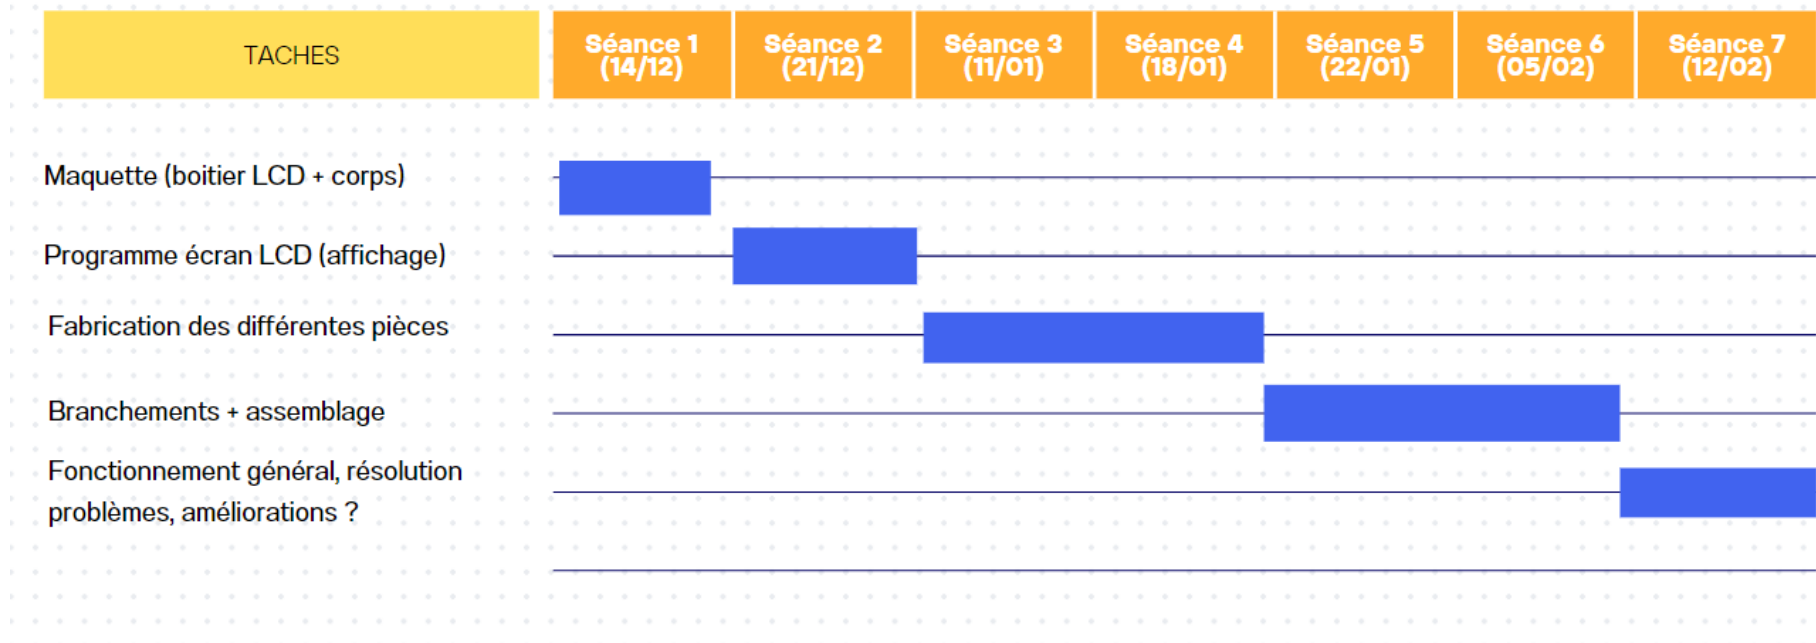 TACHES
Séance 1
(14/12)
Séance 2
(21/12)
Séance 3
(11/01)
Séance 4
(18/01)
Séance 5
(22/01)
Séance 6
(05/02)
Séance 7
(12/02)
Maquette (boitier LCD + corps)
Programme écran LCD (affichage)
Fabrication des différentes pièces
Branchements + assemblage
Fonctionnement général, résolution
problèmes, améliorations ?